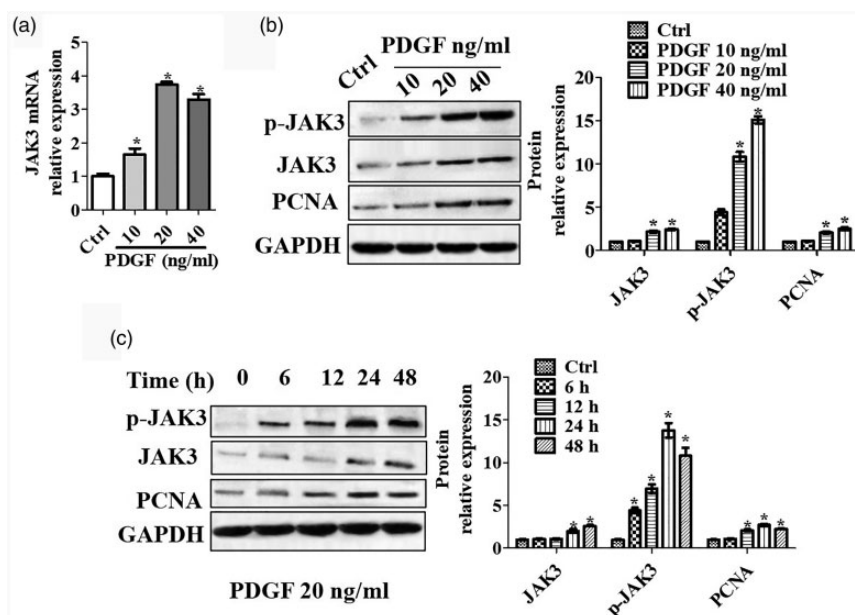 (a)
JAK3 mRNA
relative expression
5
4
3
2
1
0
*
*
*
Ctrl
10
20
40
PDGF (ng/ml)
(b)
PDGF ng/ml
Ctrl
10
20
40
p-JAK3
JAK3
PCNA
GAPDH
Ctrl
PDGF 10 ng/ml
PDGF 20 ng/ml
PDGF 40 ng/ml
Protein
relative expression
20
15
10
5
0
* *
* *
* *
JAK3
p-JAK3
PCNA
(c)
Time (h) 0 6 12 24 48
p-JAK3
JAK3
PCNA
GAPDH
PDGF 20 ng/ml
Ctrl
6 h
12 h
24 h
48 h
Protein
relative expression
20
15
10
5
0
* *
* * * *
* * *
JAK3
p-JAK3
PCNA